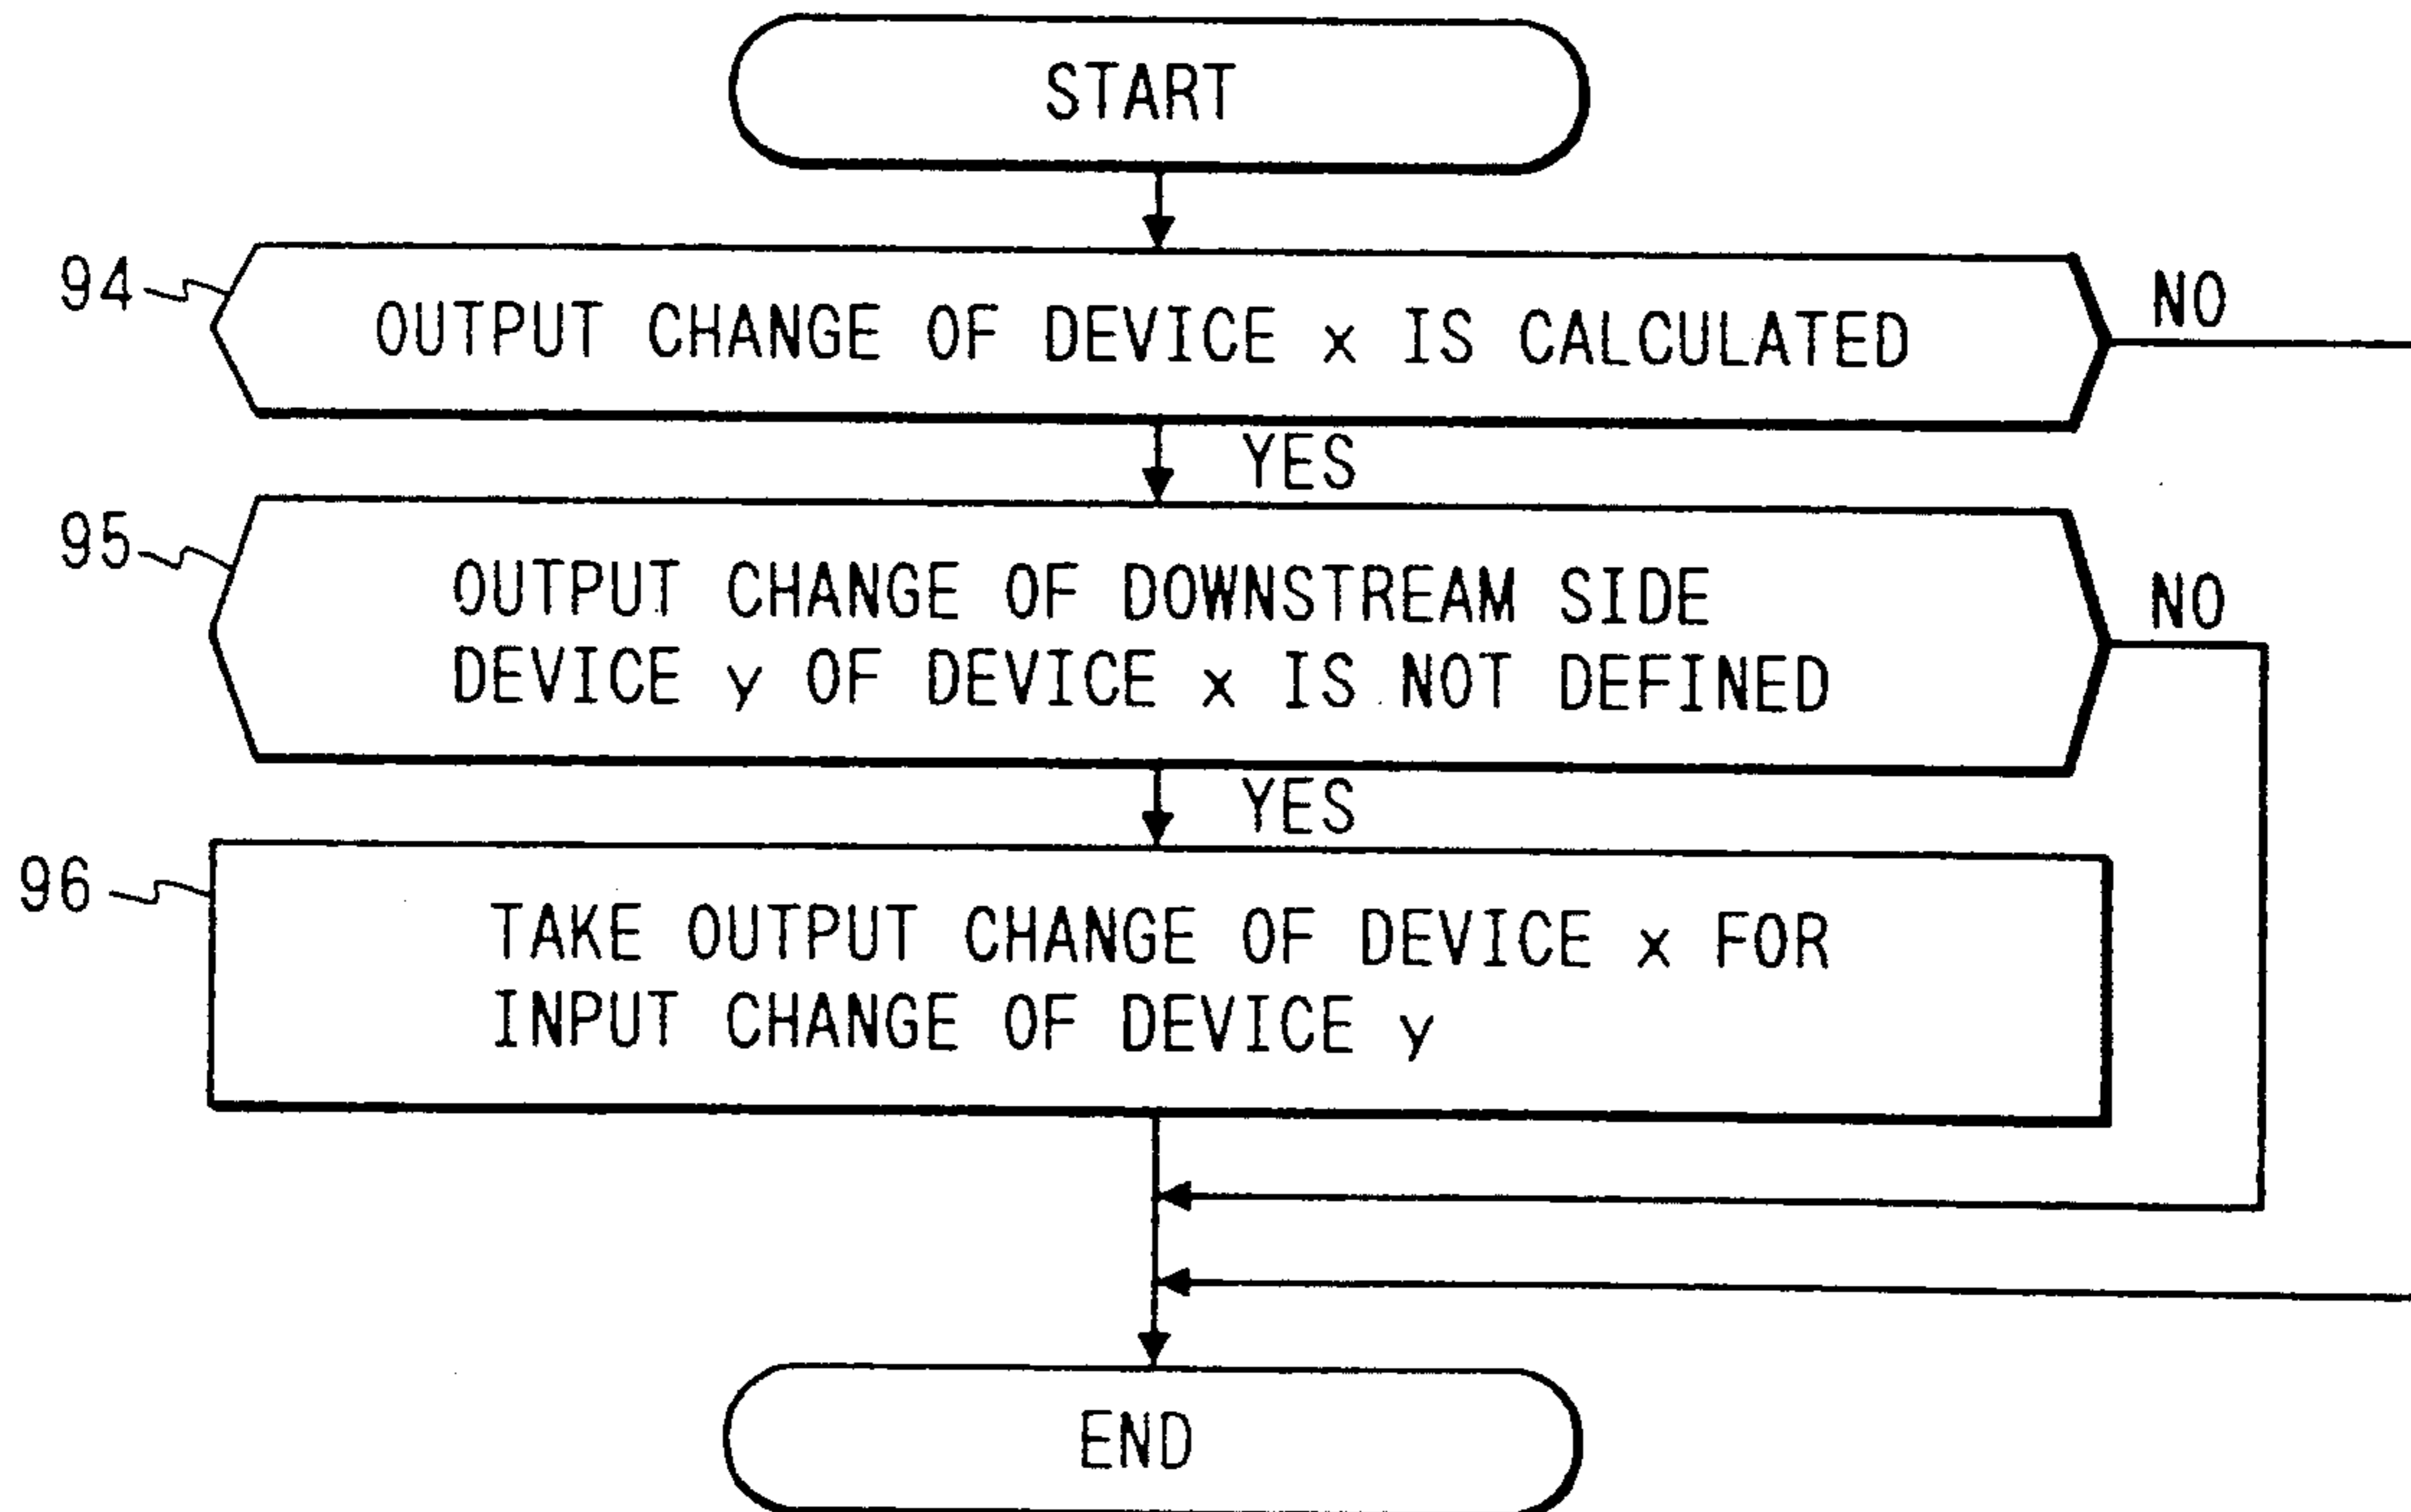 START
94
OUTPUT CHANGE OF DEVICE x IS CALCULATED
NO
YES
95
OUTPUT CHANGE OF DOWNSTREAM SIDE
DEVICE y OF DEVICE x IS NOT DEFINED
NO
YES
96
TAKE OUTPUT CHANGE OF DEVICE x FOR
INPUT CHANGE OF DEVICE y
END